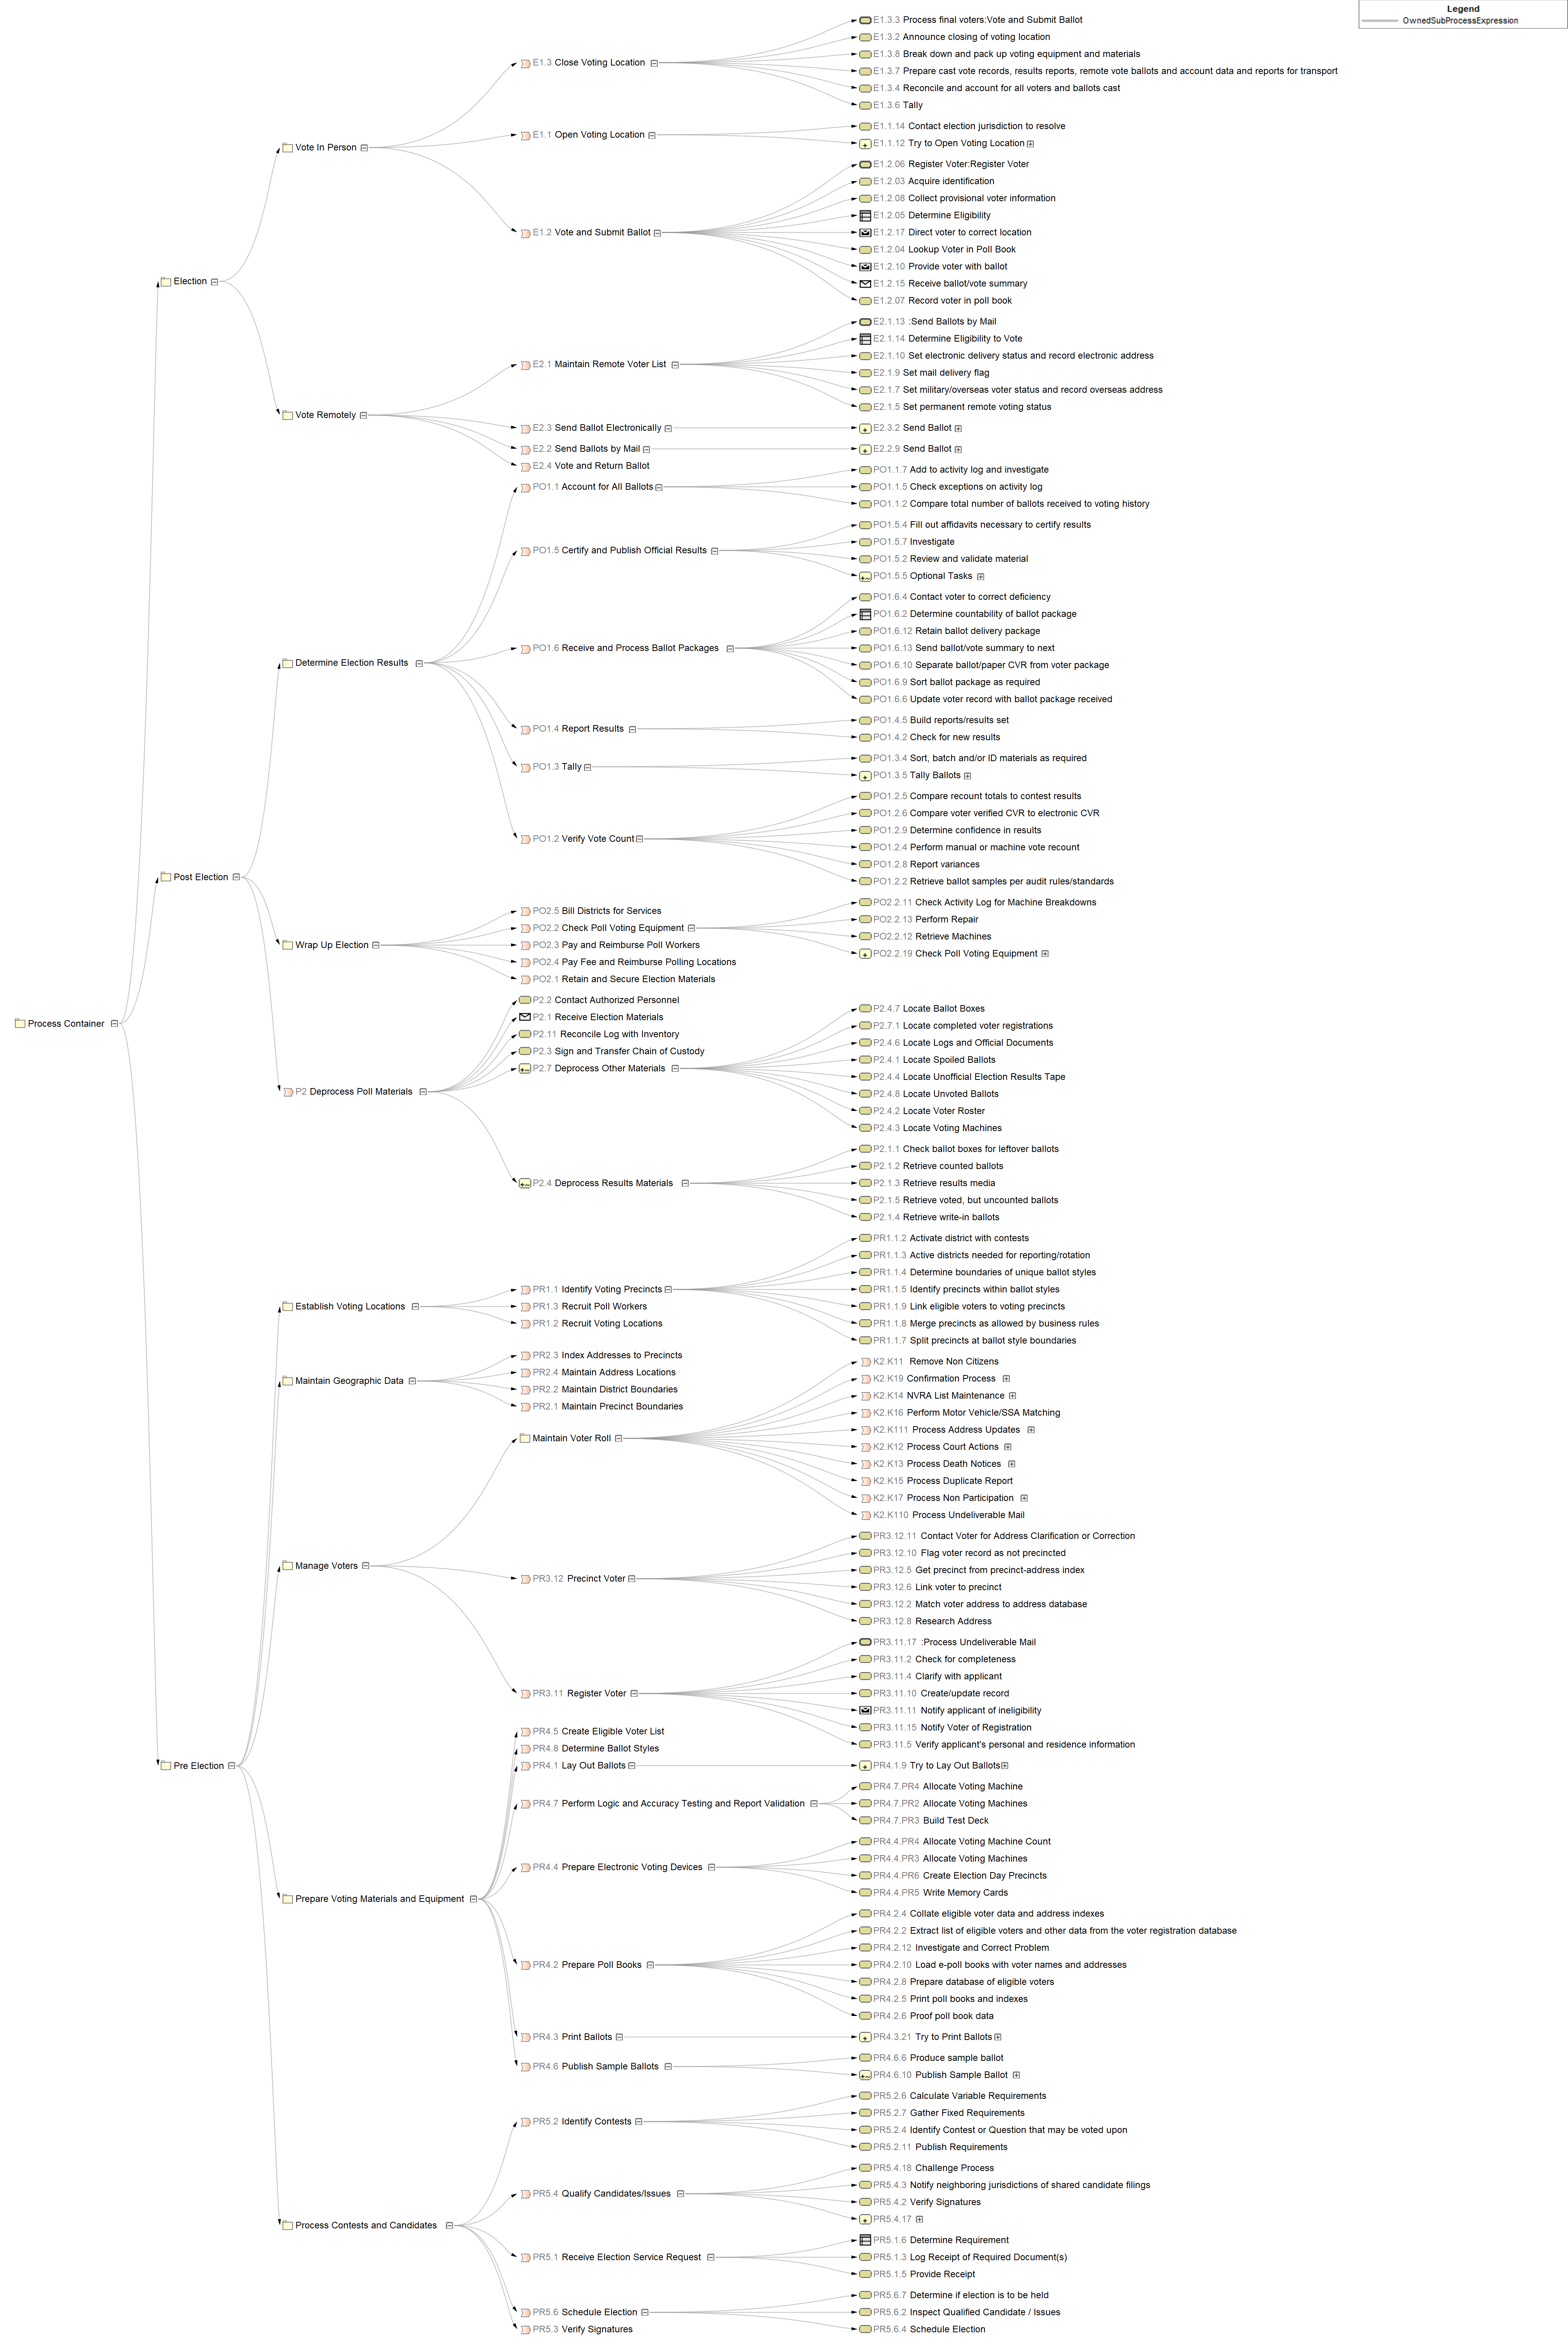 Legend
OwnedSubProcessExpression
Process Container
Election
Vote In Person
E1.3 Close Voting Location
E1.3.3 Process final voters:Vote and Submit Ballot
E1.3.2 Announce closing of voting location
E1.3.8 Break down and pack up voting equipment and materials
E1.3.7 Prepare cast vote records, results reports, remote vote ballots and account data and reports for transport
E1.3.4 Reconcile and account for all voters and ballots cast
E1.3.6 Tally
E1.1 Open Voting Location
E1.1.14 Contact election jurisdiction to resolve
E1.1.12 Try to Open Voting Location
E1.2 Vote and Submit Ballot
E1.2.06 Register Voter:Register Voter
E1.2.03 Acquire identification
E1.2.08 Collect provisional voter information
E1.2.05 Determine Eligibility
E1.2.17 Direct voter to correct location
E1.2.04 Lookup Voter in Poll Book
E1.2.10 Provide voter with ballot
E1.2.15 Receive ballot/vote summary
E1.2.07 Record voter in poll book
Vote Remotely
E2.1 Maintain Remote Voter List
E2.1.13 :Send Ballots by Mail
E2.1.14 Determine Eligibility to Vote
E2.1.10 Set electronic delivery status and record electronic address
E2.1.9 Set mail delivery flag
E2.1.7 Set military/overseas voter status and record overseas address
E2.1.5 Set permanent remote voting status
E2.3 Send Ballot Electronically
E2.3.2 Send Ballot
E2.2 Send Ballots by Mail
E2.2.9 Send Ballot
E2.4 Vote and Return Ballot
Post Election
Determine Election Results
PO1.1 Account for All Ballots
PO1.1.7 Add to activity log and investigate
PO1.1.5 Check exceptions on activity log
PO1.1.2 Compare total number of ballots received to voting history
PO1.5 Certify and Publish Official Results
PO1.5.4 Fill out affidavits necessary to certify results
PO1.5.7 Investigate
PO1.5.2 Review and validate material
PO1.5.5 Optional Tasks
PO1.6 Receive and Process Ballot Packages
PO1.6.4 Contact voter to correct deficiency
PO1.6.2 Determine countability of ballot package
PO1.6.12 Retain ballot delivery package
PO1.6.13 Send ballot/vote summary to next
PO1.6.10 Separate ballot/paper CVR from voter package
PO1.6.9 Sort ballot package as required
PO1.6.6 Update voter record with ballot package received
PO1.4 Report Results
PO1.4.5 Build reports/results set
PO1.4.2 Check for new results
PO1.3 Tally
PO1.3.4 Sort, batch and/or ID materials as required
PO1.3.5 Tally Ballots
PO1.2 Verify Vote Count
PO1.2.5 Compare recount totals to contest results
PO1.2.6 Compare voter verified CVR to electronic CVR
PO1.2.9 Determine confidence in results
PO1.2.4 Perform manual or machine vote recount
PO1.2.8 Report variances
PO1.2.2 Retrieve ballot samples per audit rules/standards
Wrap Up Election
PO2.5 Bill Districts for Services
PO2.2 Check Poll Voting Equipment
PO2.2.11 Check Activity Log for Machine Breakdowns
PO2.2.13 Perform Repair
PO2.2.12 Retrieve Machines
PO2.2.19 Check Poll Voting Equipment
PO2.3 Pay and Reimburse Poll Workers
PO2.4 Pay Fee and Reimburse Polling Locations
PO2.1 Retain and Secure Election Materials
P2 Deprocess Poll Materials
P2.2 Contact Authorized Personnel
P2.1 Receive Election Materials
P2.11 Reconcile Log with Inventory
P2.3 Sign and Transfer Chain of Custody
P2.7 Deprocess Other Materials
P2.4.7 Locate Ballot Boxes
P2.7.1 Locate completed voter registrations
P2.4.6 Locate Logs and Official Documents
P2.4.1 Locate Spoiled Ballots
P2.4.4 Locate Unofficial Election Results Tape
P2.4.8 Locate Unvoted Ballots
P2.4.2 Locate Voter Roster
P2.4.3 Locate Voting Machines
P2.4 Deprocess Results Materials
P2.1.1 Check ballot boxes for leftover ballots
P2.1.2 Retrieve counted ballots
P2.1.3 Retrieve results media
P2.1.5 Retrieve voted, but uncounted ballots
P2.1.4 Retrieve write-in ballots
Pre Election
Establish Voting Locations
PR1.1 Identify Voting Precincts
PR1.1.2 Activate district with contests
PR1.1.3 Active districts needed for reporting/rotation
PR1.1.4 Determine boundaries of unique ballot styles
PR1.1.5 Identify precincts within ballot styles
PR1.1.9 Link eligible voters to voting precincts
PR1.1.8 Merge precincts as allowed by business rules
PR1.1.7 Split precincts at ballot style boundaries
PR1.3 Recruit Poll Workers
PR1.2 Recruit Voting Locations
Maintain Geographic Data
PR2.3 Index Addresses to Precincts
PR2.4 Maintain Address Locations
PR2.2 Maintain District Boundaries
PR2.1 Maintain Precinct Boundaries
Manage Voters
Maintain Voter Roll
K2.K11 Remove Non Citizens
K2.K19 Confirmation Process
K2.K14 NVRA List Maintenance
K2.K16 Perform Motor Vehicle/SSA Matching
K2.K111 Process Address Updates
K2.K12 Process Court Actions
K2.K13 Process Death Notices
K2.K15 Process Duplicate Report
K2.K17 Process Non Participation
K2.K110 Process Undeliverable Mail
PR3.12 Precinct Voter
PR3.12.11 Contact Voter for Address Clarification or Correction
PR3.12.10 Flag voter record as not precincted
PR3.12.5 Get precinct from precinct-address index
PR3.12.6 Link voter to precinct
PR3.12.2 Match voter address to address database
PR3.12.8 Research Address
PR3.11 Register Voter
PR3.11.17 :Process Undeliverable Mail
PR3.11.2 Check for completeness
PR3.11.4 Clarify with applicant
PR3.11.10 Create/update record
PR3.11.11 Notify applicant of ineligibility
PR3.11.15 Notify Voter of Registration
PR3.11.5 Verify applicant's personal and residence information
Prepare Voting Materials and Equipment
PR4.5 Create Eligible Voter List
PR4.8 Determine Ballot Styles
PR4.1 Lay Out Ballots
PR4.1.9 Try to Lay Out Ballots
PR4.7 Perform Logic and Accuracy Testing and Report Validation
PR4.7.PR4 Allocate Voting Machine
PR4.7.PR2 Allocate Voting Machines
PR4.7.PR3 Build Test Deck
PR4.4 Prepare Electronic Voting Devices
PR4.4.PR4 Allocate Voting Machine Count
PR4.4.PR3 Allocate Voting Machines
PR4.4.PR6 Create Election Day Precincts
PR4.4.PR5 Write Memory Cards
PR4.2 Prepare Poll Books
PR4.2.4 Collate eligible voter data and address indexes
PR4.2.2 Extract list of eligible voters and other data from the voter registration database
PR4.2.12 Investigate and Correct Problem
PR4.2.10 Load e-poll books with voter names and addresses
PR4.2.8 Prepare database of eligible voters
PR4.2.5 Print poll books and indexes
PR4.2.6 Proof poll book data
PR4.3 Print Ballots
PR4.3.21 Try to Print Ballots
PR4.6 Publish Sample Ballots
PR4.6.6 Produce sample ballot
PR4.6.10 Publish Sample Ballot
Process Contests and Candidates
PR5.2 Identify Contests
PR5.2.6 Calculate Variable Requirements
PR5.2.7 Gather Fixed Requirements
PR5.2.4 Identify Contest or Question that may be voted upon
PR5.2.11 Publish Requirements
PR5.4 Qualify Candidates/Issues
PR5.4.18 Challenge Process
PR5.4.3 Notify neighboring jurisdictions of shared candidate filings
PR5.4.2 Verify Signatures
PR5.4.17
PR5.1 Receive Election Service Request
PR5.1.6 Determine Requirement
PR5.1.3 Log Receipt of Required Document(s)
PR5.1.5 Provide Receipt
PR5.6 Schedule Election
PR5.6.7 Determine if election is to be held
PR5.6.2 Inspect Qualified Candidate / Issues
PR5.6.4 Schedule Election
PR5.3 Verify Signatures